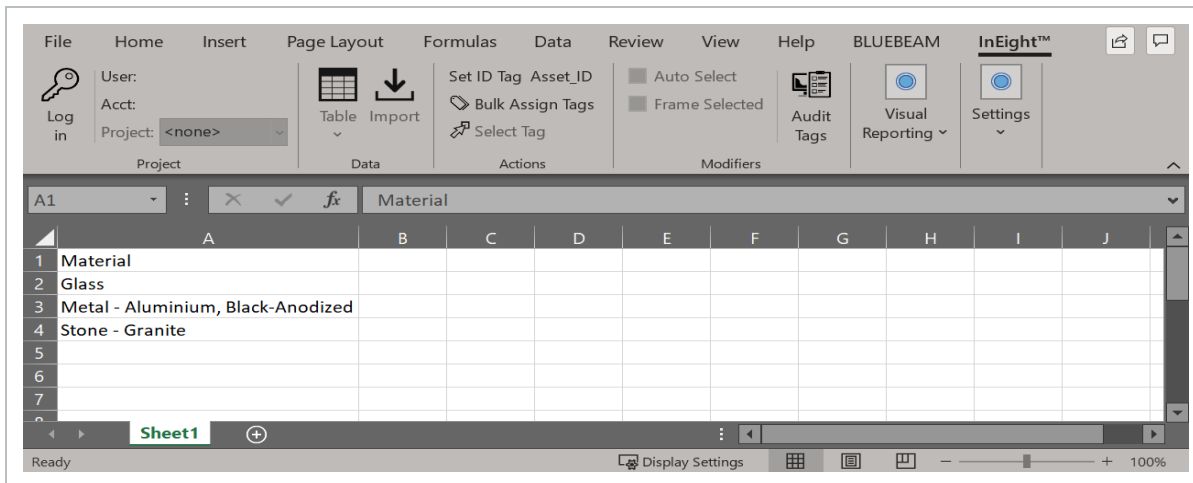 File Home Insert Page Layout Formulas Data Review View Help BLUEBEAM InEight™
Log in
User:
Acct:
Project: <none>
Project
Table Import
Data
Set ID Tag Asset_ID
Bulk Assign Tags
Select Tag
Actions
Auto Select
Frame Selected
Modifiers
Audit Tags
Visual Reporting
Settings
A1 fx Material
A B C D E F G H I J
1 Material
2 Glass
3 Metal - Aluminium, Black-Anodized
4 Stone - Granite
5
6
7
Sheet1
Ready Display Settings - + 100%